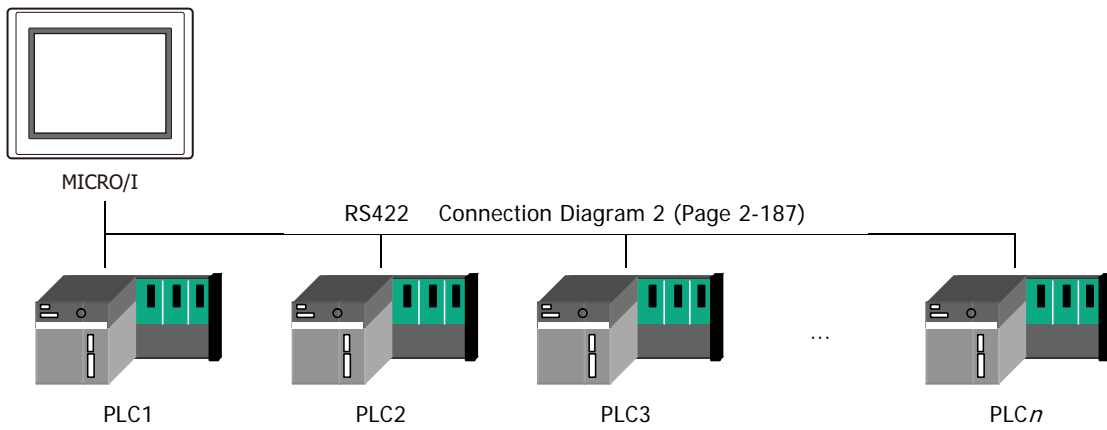 MICRO/I
RS422 Connection Diagram 2 (Page 2-187)
...
PLC1 PLC2 PLC3 PLCn